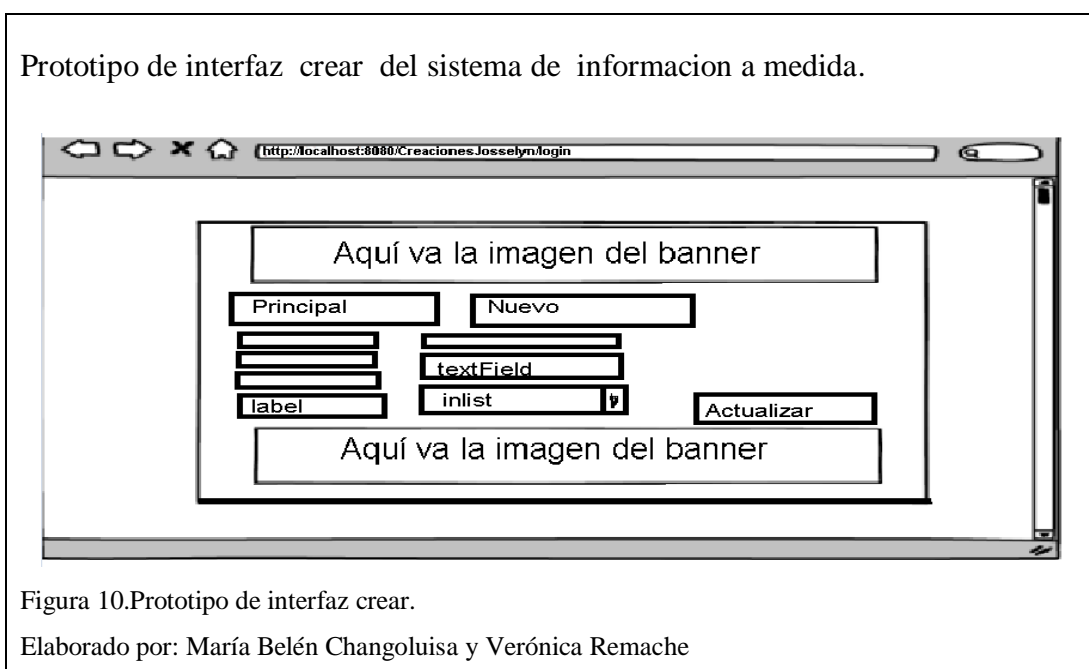 Prototipo de interfaz crear del sistema de informacion a medida.
http://localhost:8080/CreacionesJosselyn/login
Aquí va la imagen del banner
Principal
Nuevo
textField
label
inlist
Actualizar
Aquí va la imagen del banner
Figura 10.Prototipo de interfaz crear.
Elaborado por: María Belén Changoluisa y Verónica Remache